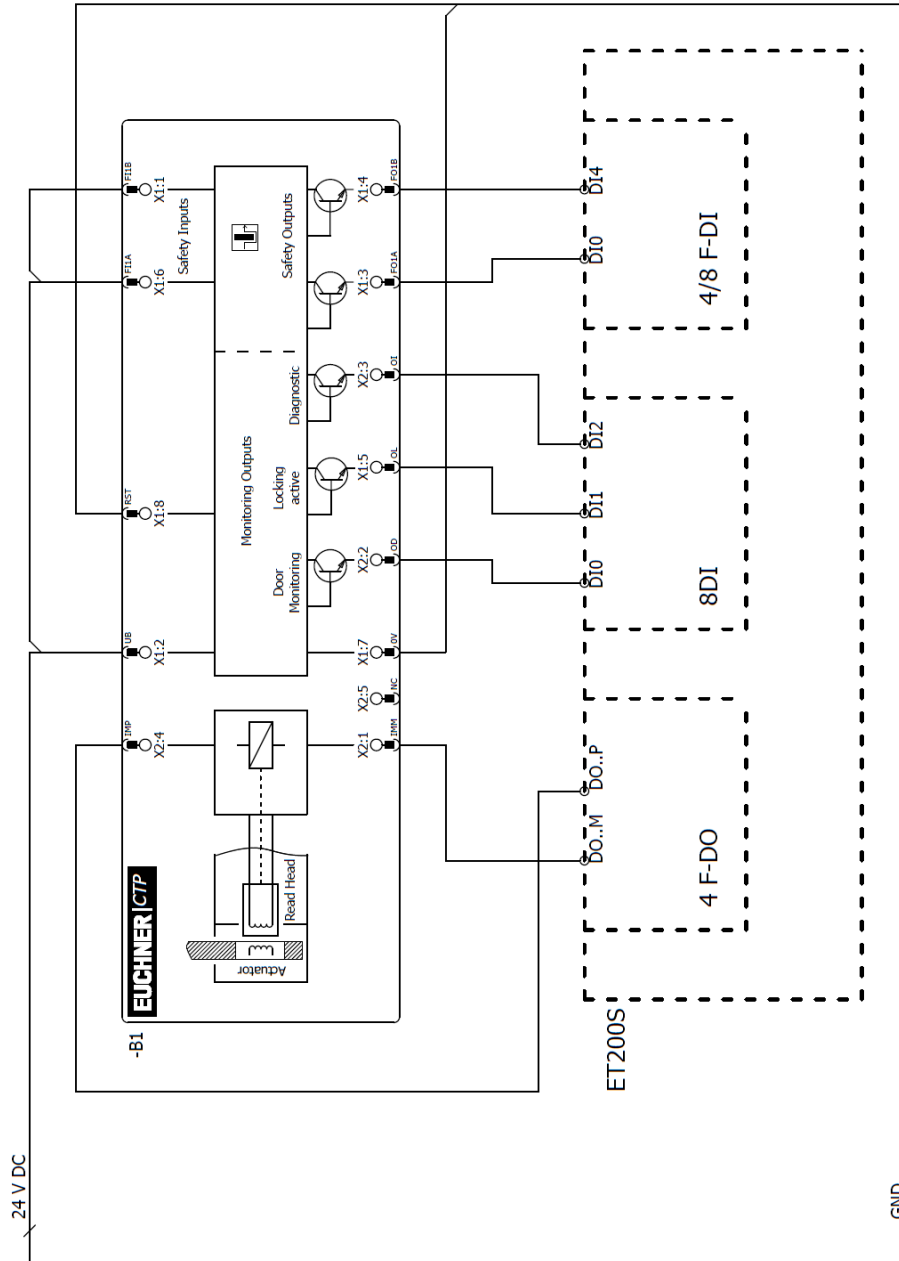 24 V DC
-B1
EUCHNER|CTP
IMP
X2:4
UB
X1:2
RST
X1:8
FI1A
X1:6
FI1B
X1:1
Safety Inputs
Actuator
Read Head
Monitoring Outputs
Door
Monitoring
Locking
active
Diagnostic
Safety Outputs
X2:1
IMM
X2:5
NC
X1:7
0V
X2:2
OD
X1:5
OL
X2:3
OI
X1:3
FO1A
X1:4
FO1B
ET200S
DO..M
DO..P
4 F-DO
DI0
DI1
DI2
8DI
DI0
DI4
4/8 F-DI
GND